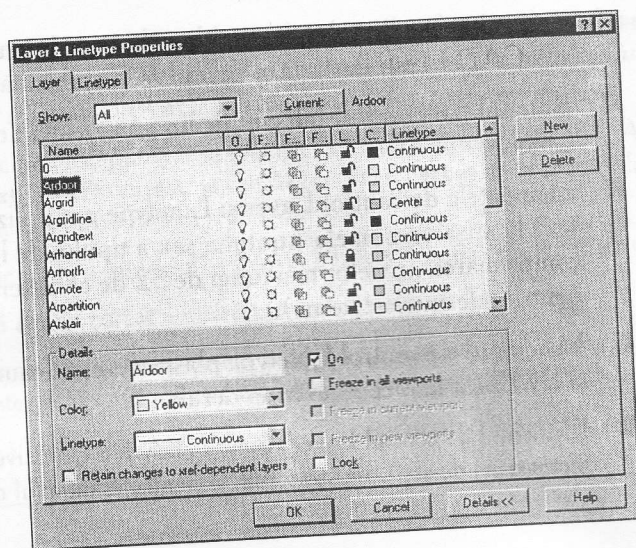 Layer & Linetype Properties
Layer Linetype
Show: All Current: Ardoor
Name O... F... F... F... L... C... Linetype
New
Delete
0 Continuous
Ardoor Continuous
Argrid Continuous
Argridline Center
Argridtext Continuous
Arhandrail Continuous
Arnorth Continuous
Arnote Continuous
Arpartition Continuous
Arstair Continuous
Details
Name: Ardoor
On
Color: Yellow
Freeze in all viewports
Freeze in current viewport
Linetype: Continuous
Freeze in new viewports
Retain changes to xref-dependent layers
Lock
OK Cancel Details << Help